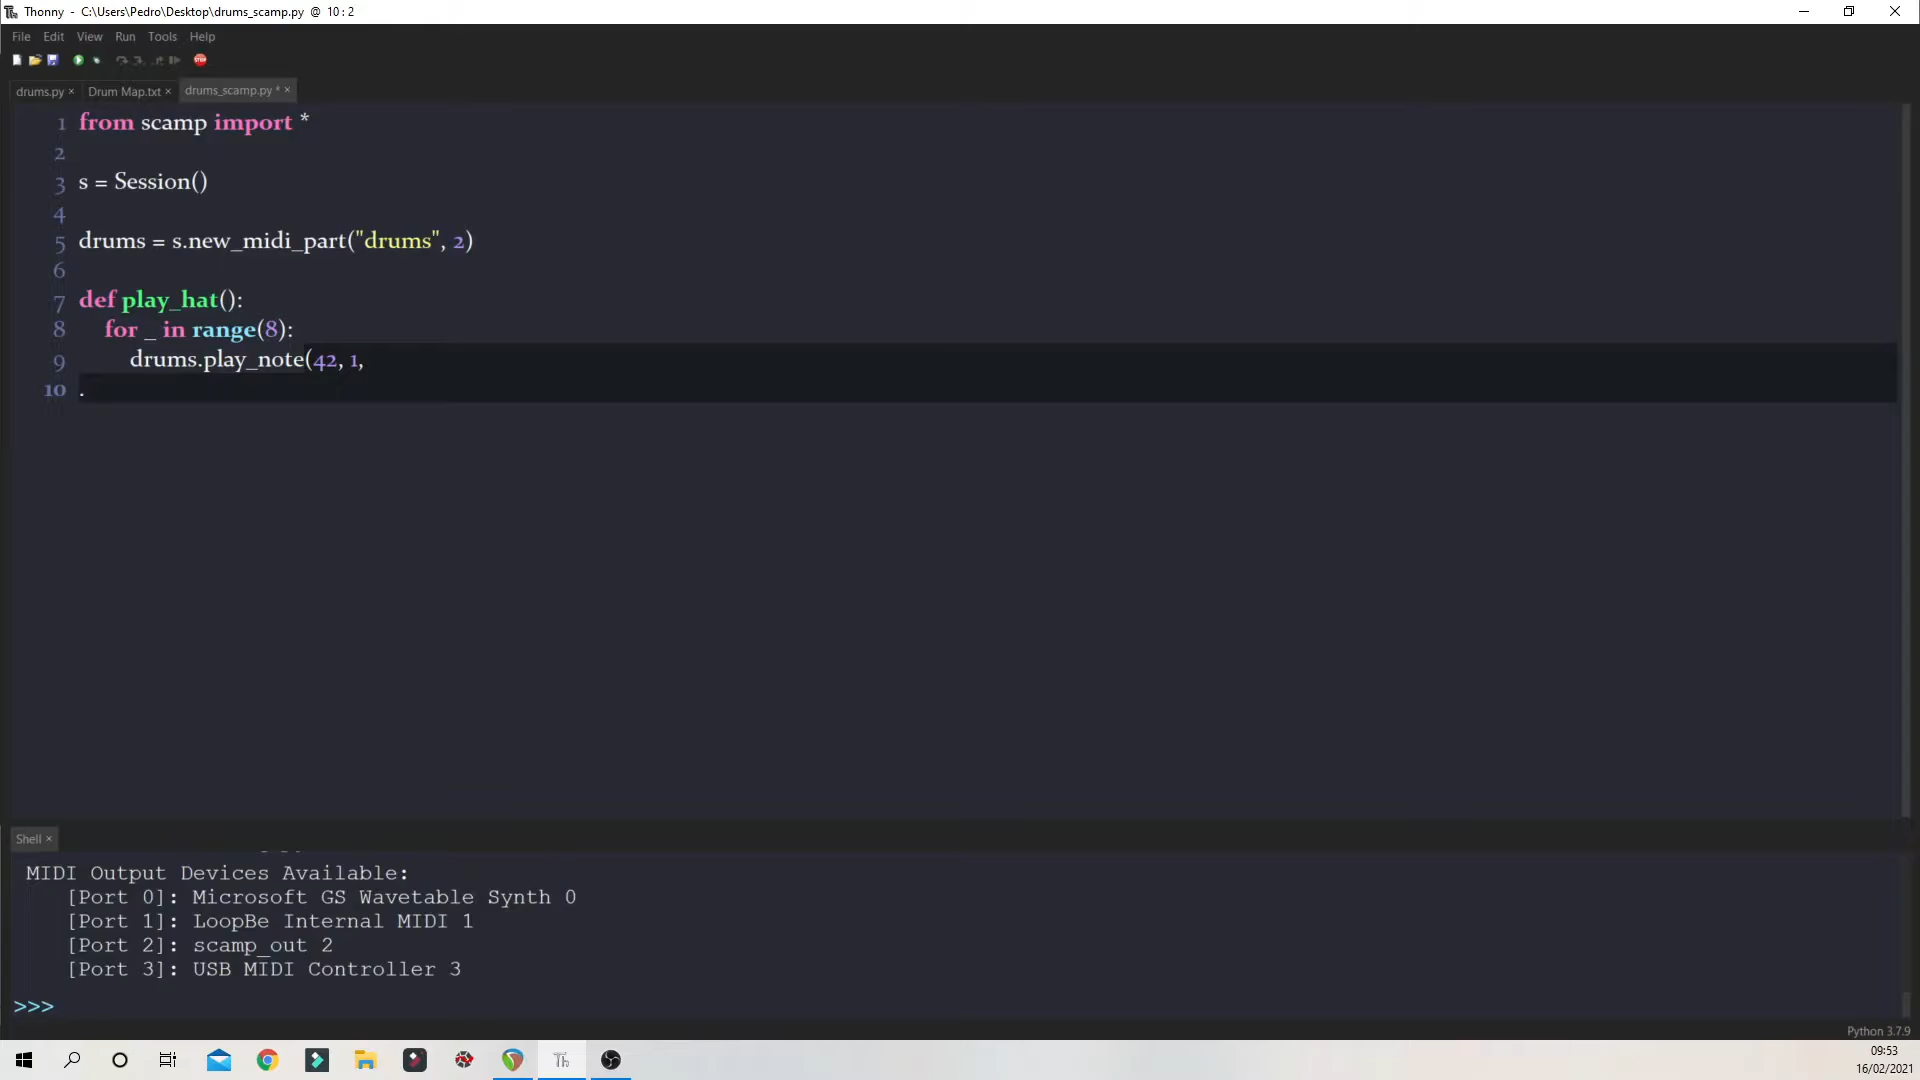 Thonny - C:\Users\Pedro\Desktop\drums_scamp.py @ 10 : 2
File Edit View Run Tools Help
STOP
drums.py × Drum Map.txt × drums_scamp.py * ×
1 from scamp import *
2
3 s = Session()
4
5 drums = s.new_midi_part("drums", 2)
6
7 def play_hat():
8 for _ in range(8):
9 drums.play_note(42, 1,
10 .
Shell ×
MIDI Output Devices Available:
[Port 0]: Microsoft GS Wavetable Synth 0
[Port 1]: LoopBe Internal MIDI 1
[Port 2]: scamp_out 2
[Port 3]: USB MIDI Controller 3
>>>
Python 3.7.9
Th
09:53
16/02/2021